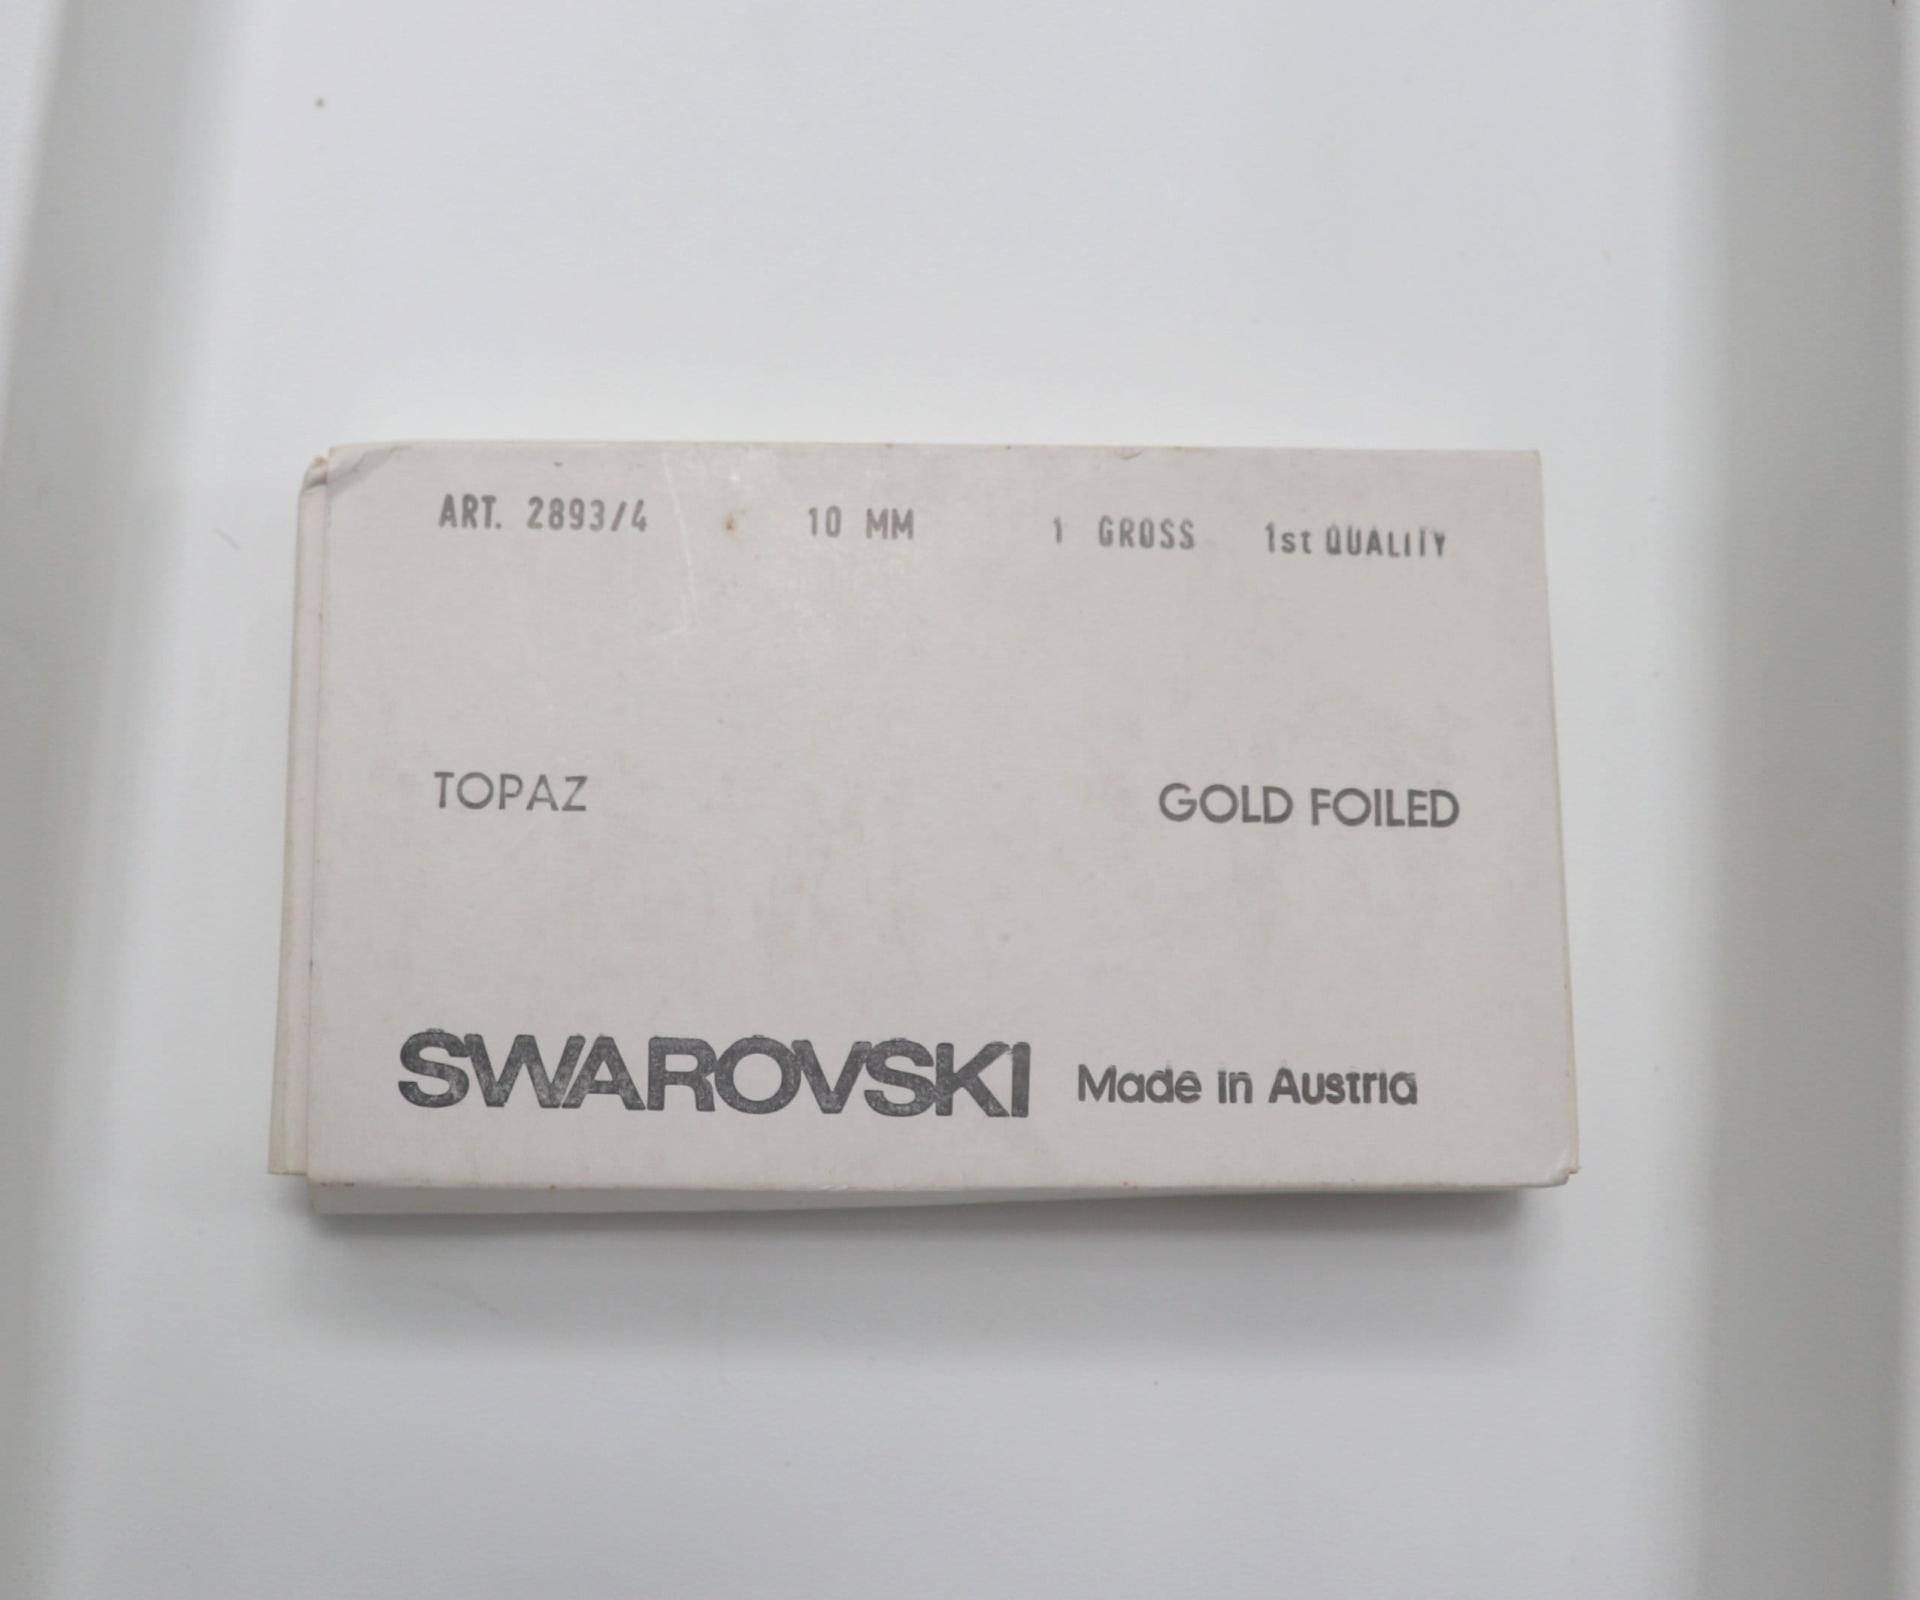 ART. 2893/4 10 MM 1 GROSS 1st QUALITY
TOPAZ GOLD FOILED
SWAROVSKI Made in Austria